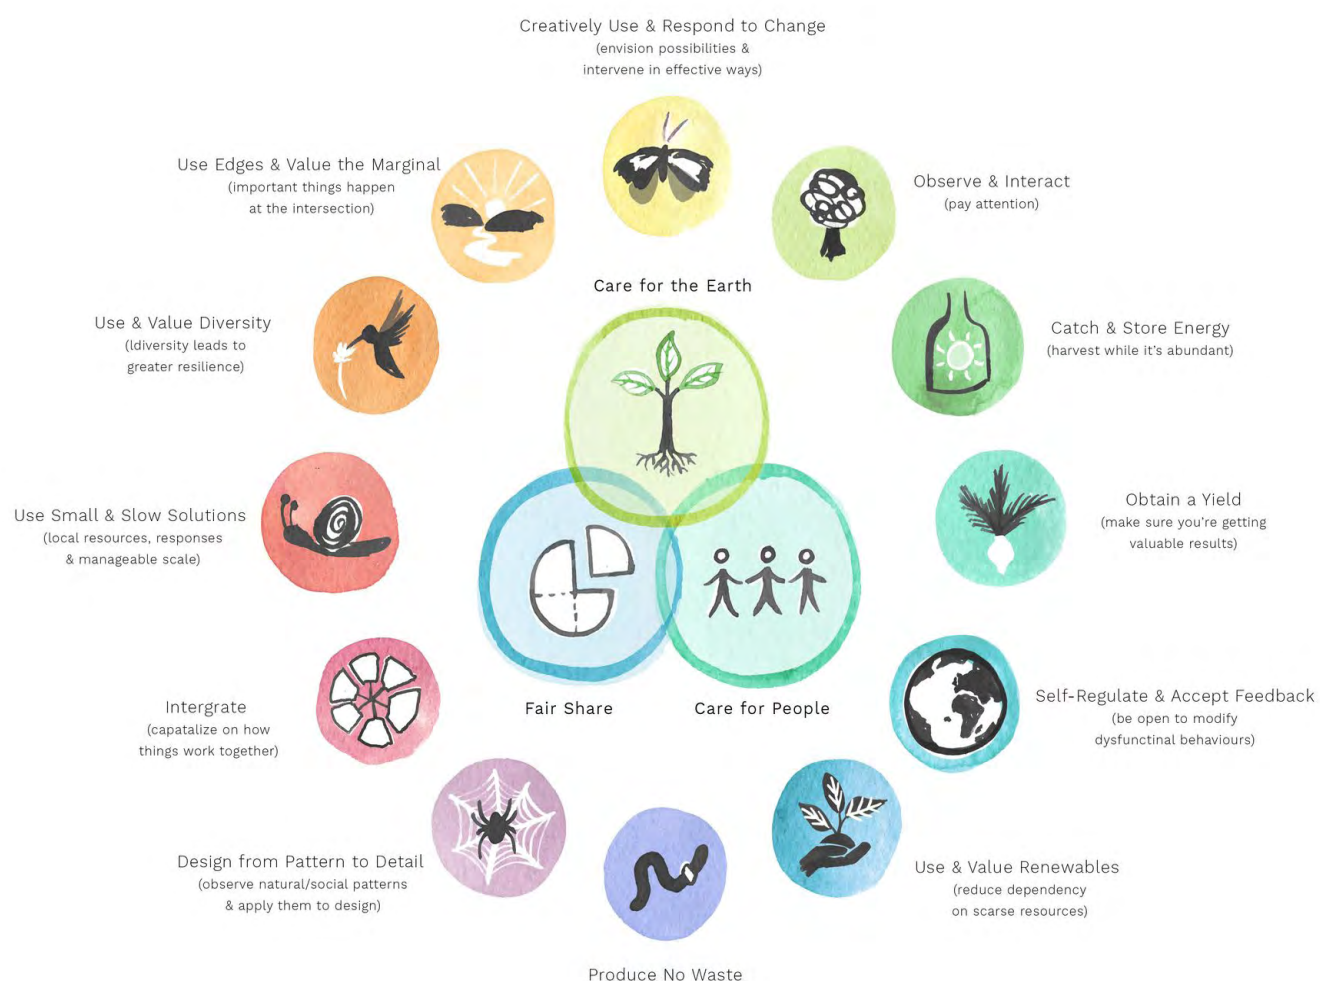 Creatively Use & Respond to Change
(envision possibilities &
intervene in effective ways)
Use Edges & Value the Marginal
(important things happen
at the intersection)
Observe & Interact
(pay attention)
Care for the Earth
Use & Value Diversity
(ldiversity leads to
greater resilience)
Catch & Store Energy
(harvest while it's abundant)
Use Small & Slow Solutions
(local resources, responses
& manageable scale)
Obtain a Yield
(make sure you're getting
valuable results)
Intergrate
(capatalize on how
things work together)
Fair Share
Care for People
Self-Regulate & Accept Feedback
(be open to modify
dysfunctinal behaviours)
Design from Pattern to Detail
(observe natural/social patterns
& apply them to design)
Use & Value Renewables
(reduce dependency
on scarse resources)
Produce No Waste